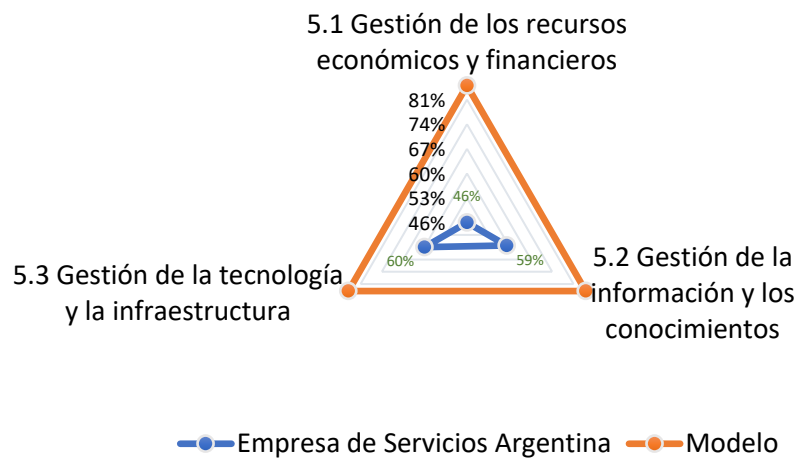 5.1 Gestión de los recursos
económicos y financieros
81%
74%
67%
60%
53%
46%
46%
60%
59%
5.3 Gestión de la tecnología
y la infraestructura
5.2 Gestión de la
información y los
conocimientos
Empresa de Servicios Argentina
Modelo